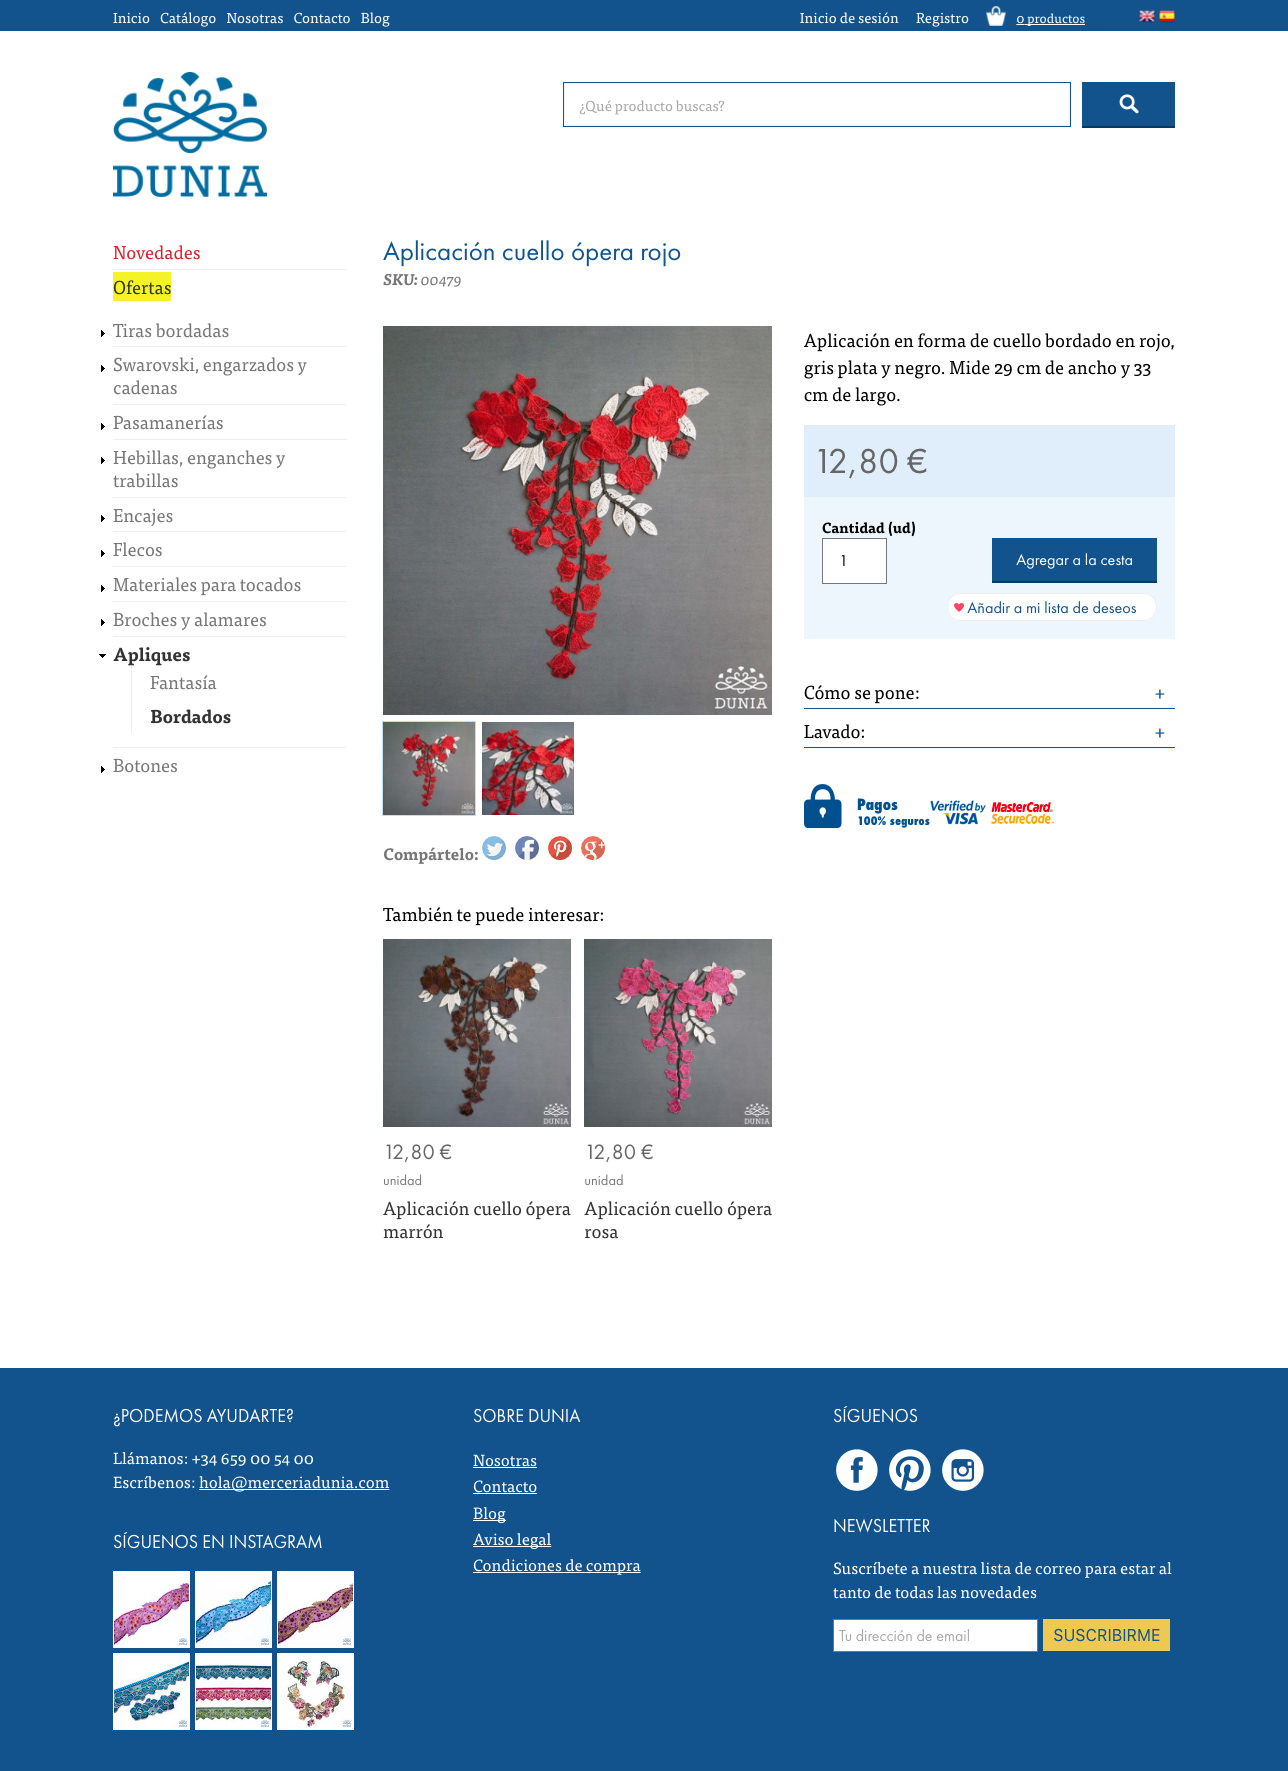 Inicio Catálogo Nosotras Contacto Blog
Inicio de sesión Registro 0 productos
DUNIA
¿Qué producto buscas?
Novedades
Ofertas
Tiras bordadas
Swarovski, engarzados y
cadenas
Pasamanerías
Hebillas, enganches y
trabillas
Encajes
Flecos
Materiales para tocados
Broches y alamares
Apliques
Fantasía
Bordados
Botones
Aplicación cuello ópera rojo
SKU: 00479
DUNIA
Compártelo:
Aplicación en forma de cuello bordado en rojo,
gris plata y negro. Mide 29 cm de ancho y 33
cm de largo.
12,80 €
Cantidad (ud)
1
Agregar a la cesta
Añadir a mi lista de deseos
Cómo se pone: +
Lavado: +
Pagos
100% seguros
Verified by
VISA
MasterCard.
SecureCode.
También te puede interesar:
DUNIA
DUNIA
12,80 €
unidad
Aplicación cuello ópera
marrón
12,80 €
unidad
Aplicación cuello ópera
rosa
¿PODEMOS AYUDARTE?
Llámanos: +34 659 00 54 00
Escríbenos: hola@merceriadunia.com
SÍGUENOS EN INSTAGRAM
SOBRE DUNIA
Nosotras
Contacto
Blog
Aviso legal
Condiciones de compra
SÍGUENOS
NEWSLETTER
Suscríbete a nuestra lista de correo para estar al
tanto de todas las novedades
Tu dirección de email
SUSCRIBIRME